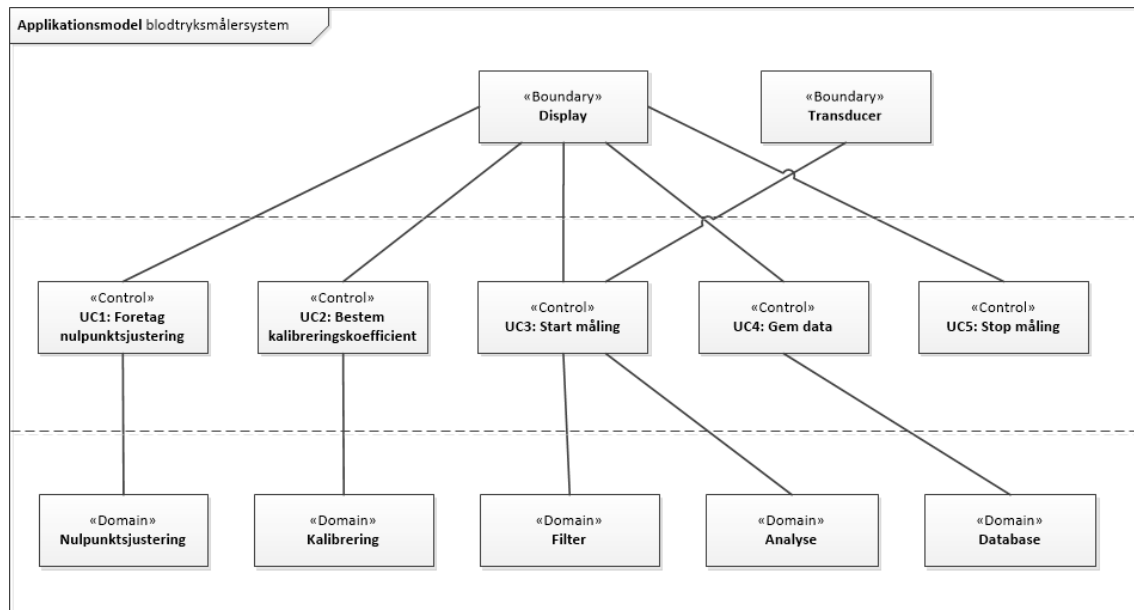 Applikationsmodel blodtryksmålersystem
«Boundary»
Display
«Boundary»
Transducer
«Control»
UC1: Foretag
nulpunktsjustering
«Control»
UC2: Bestem
kalibreringskoefficient
«Control»
UC3: Start måling
«Control»
UC4: Gem data
«Control»
UC5: Stop måling
«Domain»
Nulpunktsjustering
«Domain»
Kalibrering
«Domain»
Filter
«Domain»
Analyse
«Domain»
Database